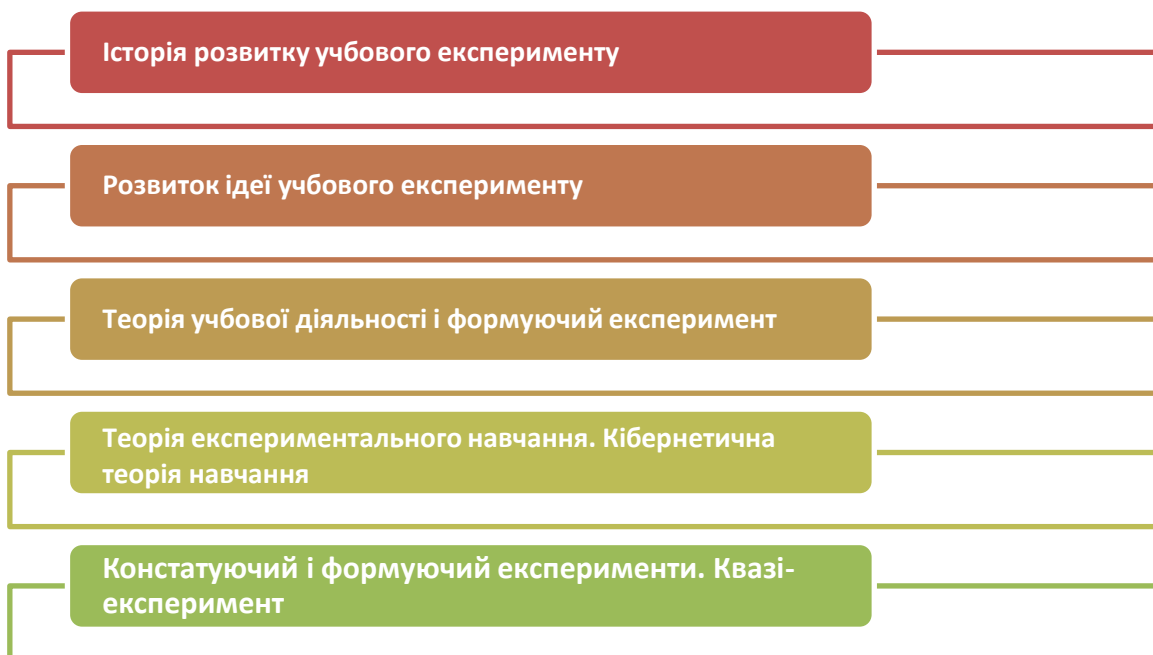 Історія розвитку учбового експерименту
Розвиток ідеї учбового експерименту
Теорія учбової діяльності і формуючий експеримент
Теорія експериментального навчання. Кібернетична
теорія навчання
Констатуючий і формуючий експерименти. Квазі-
експеримент